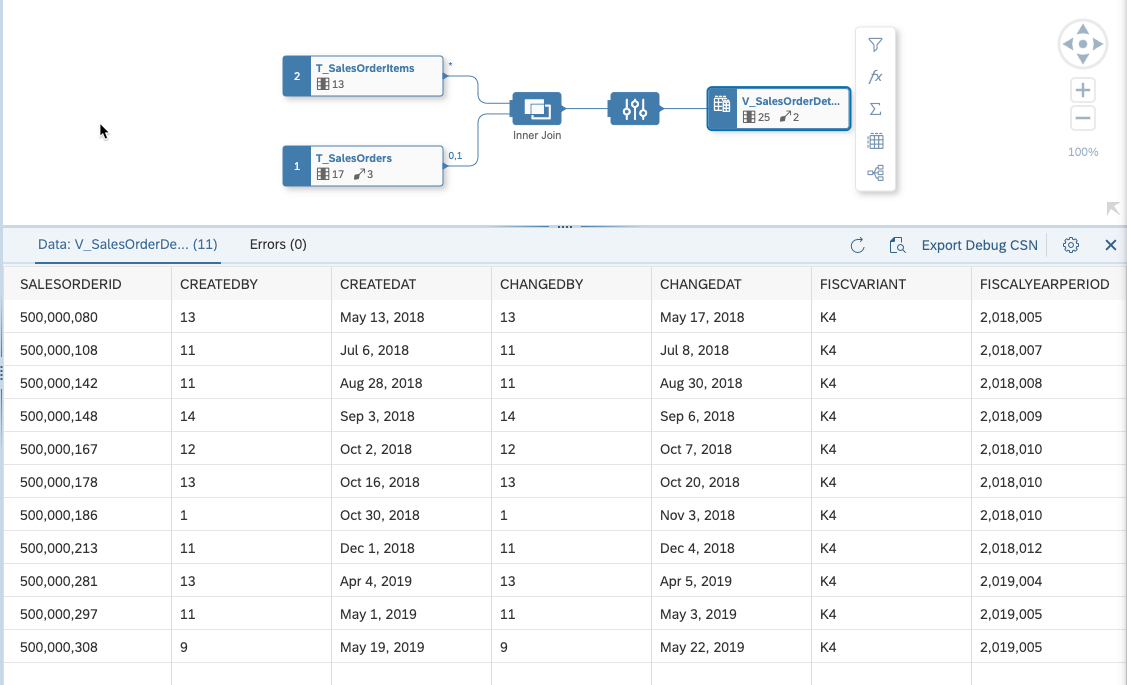 2
T_SalesOrderItems
13
*
1
T_SalesOrders
17 3
0,1
Inner Join
V_SalesOrderDet...
25 2
fx
Σ
100%
Data: V_SalesOrderDe... (11) Errors (0) Export Debug CSN
SALESORDERID CREATEDBY CREATEDAT CHANGEDBY CHANGEDAT FISCVARIANT FISCALYEARPERIOD
500,000,080 13 May 13, 2018 13 May 17, 2018 K4 2,018,005
500,000,108 11 Jul 6, 2018 11 Jul 8, 2018 K4 2,018,007
500,000,142 11 Aug 28, 2018 11 Aug 30, 2018 K4 2,018,008
500,000,148 14 Sep 3, 2018 14 Sep 6, 2018 K4 2,018,009
500,000,167 12 Oct 2, 2018 12 Oct 7, 2018 K4 2,018,010
500,000,178 13 Oct 16, 2018 13 Oct 20, 2018 K4 2,018,010
500,000,186 1 Oct 30, 2018 1 Nov 3, 2018 K4 2,018,010
500,000,213 11 Dec 1, 2018 11 Dec 4, 2018 K4 2,018,012
500,000,281 13 Apr 4, 2019 13 Apr 5, 2019 K4 2,019,004
500,000,297 11 May 1, 2019 11 May 3, 2019 K4 2,019,005
500,000,308 9 May 19, 2019 9 May 22, 2019 K4 2,019,005